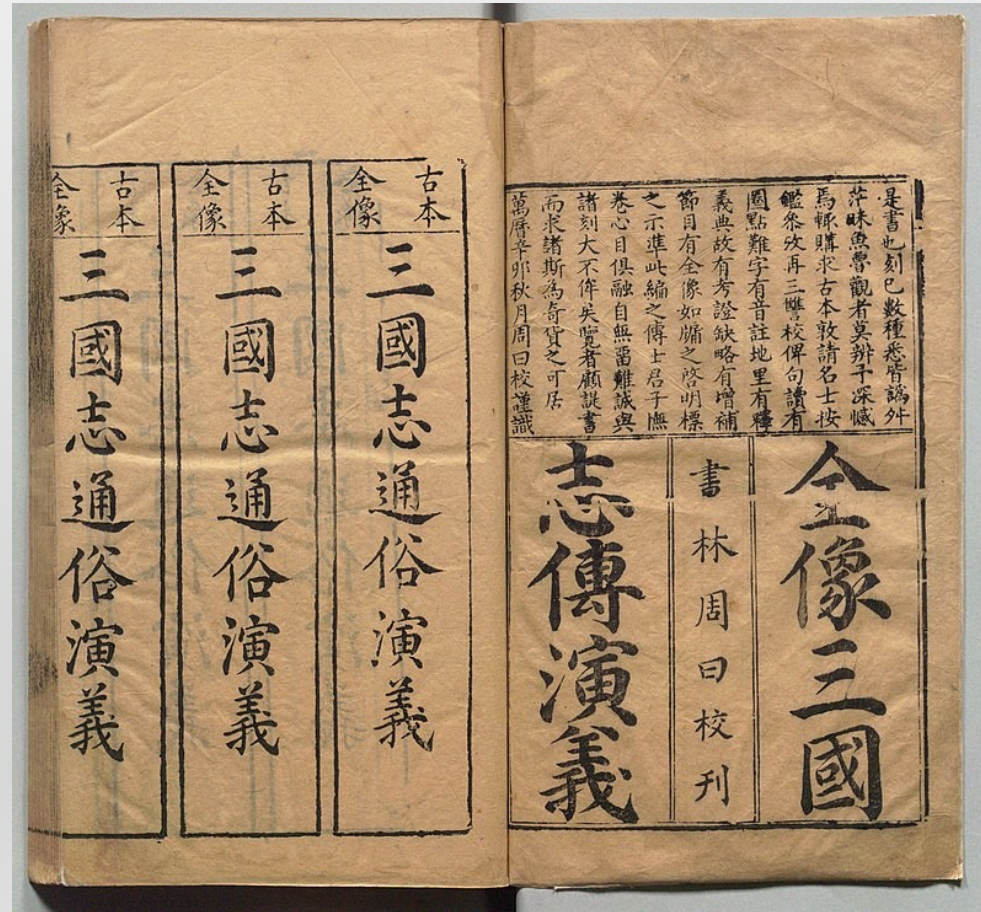 是書也刻已數種悉皆譌舛
茫昧魚魯觀者莫辨予深憾
焉輒購求古本敦請名士按
鑑參攷再三讐校俾句讀有
圈點難字有音註地里有釋
義典故有考證缺略有增補
節目有全像如牖之啓明標
之示準此編之傳士君子撫
卷心目俱融自無留難誠與
諸刻大不侔矣覽者顧諟書
而求諸斯為奇貨之可居
萬曆辛卯秋月周曰校謹識
全像三國
書林周曰校刊
志傳演義
古本
全像
三國志通俗演義
古本
全像
三國志通俗演義
古本
全像
三國志通俗演義